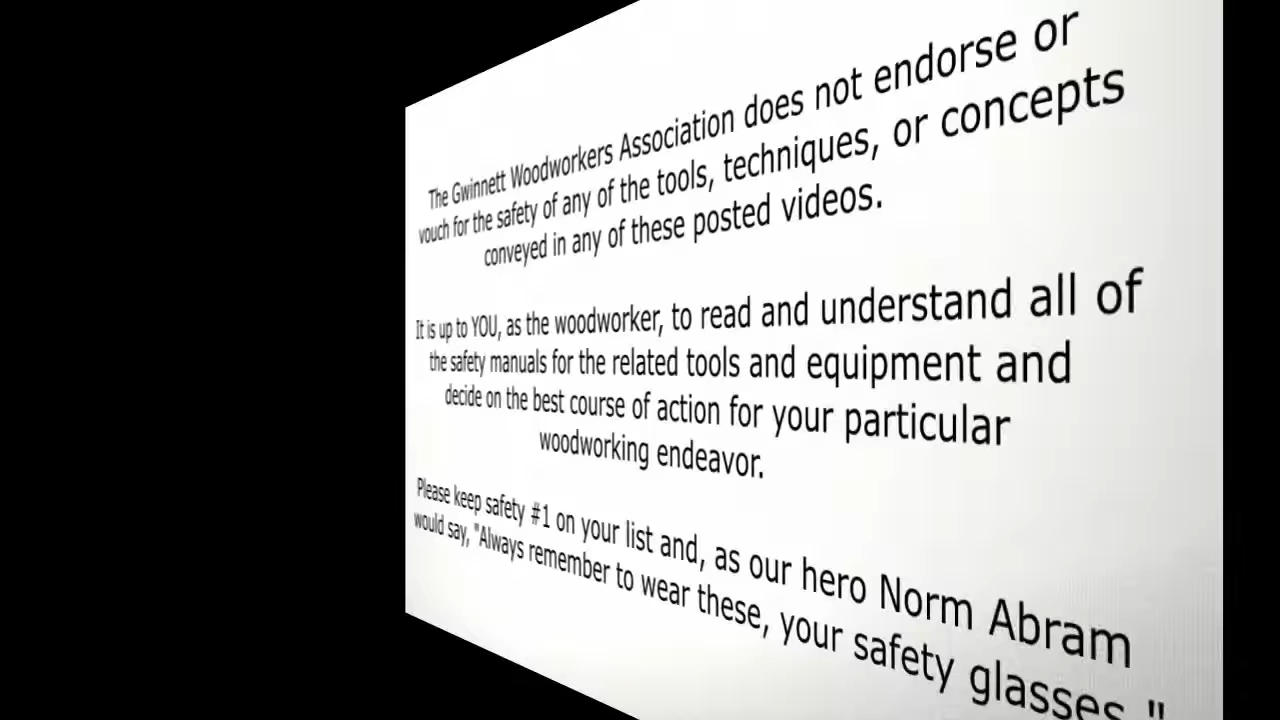 The Gwinnett Woodworkers Association does not endorse or
vouch for the safety of any of the tools, techniques, or concepts
conveyed in any of these posted videos.
It is up to YOU, as the woodworker, to read and understand all of
the safety manuals for the related tools and equipment and
decide on the best course of action for your particular
woodworking endeavor.
Please keep safety #1 on your list and, as our hero Norm Abram
would say, "Always remember to wear these, your safety glasses."